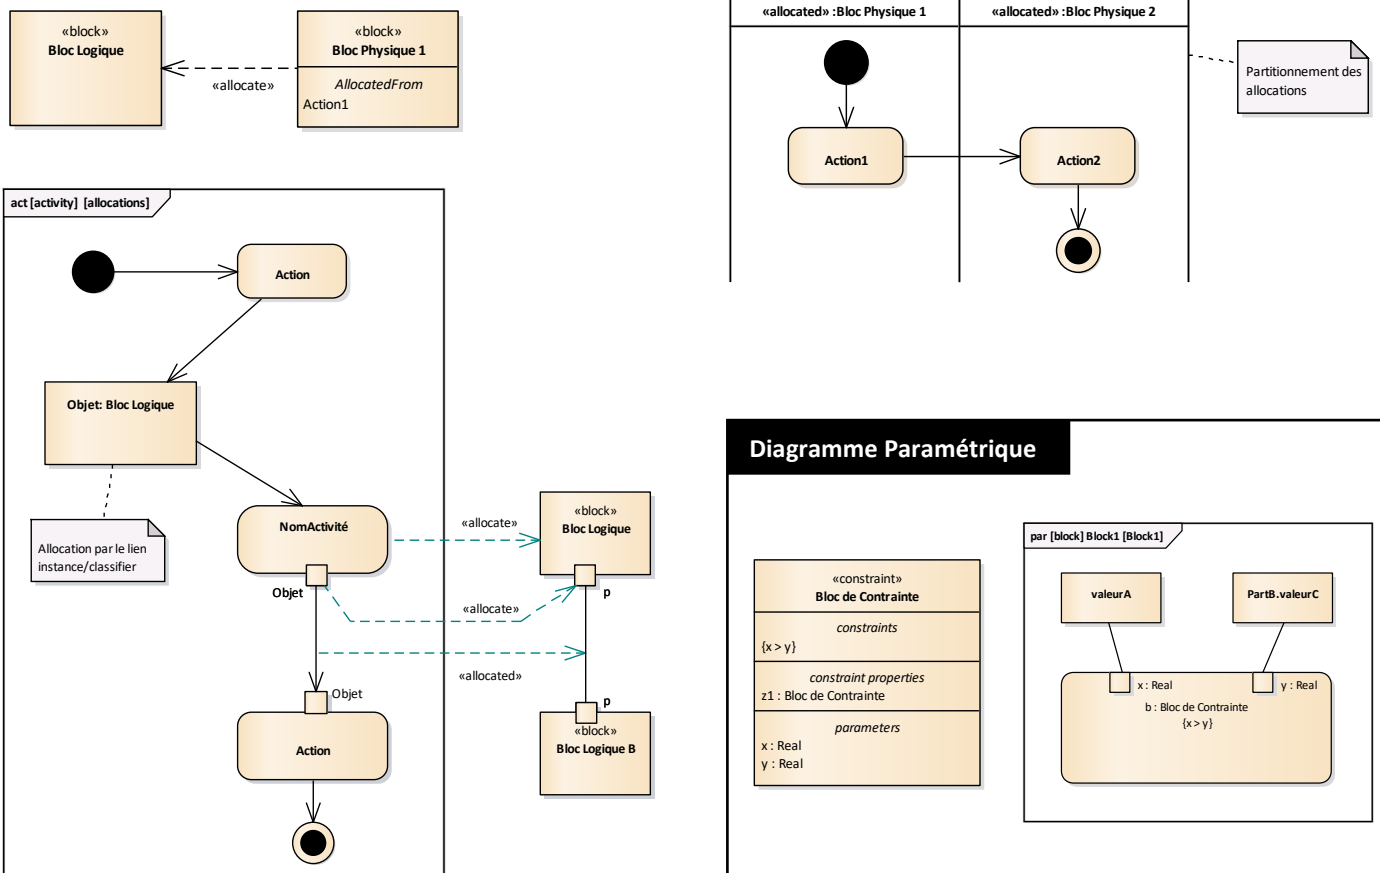 «block»
Bloc Logique
«allocate»
«block»
Bloc Physique 1
AllocatedFrom
Action1
«allocated» :Bloc Physique 1
«allocated» :Bloc Physique 2
Action1
Action2
Partitionnement des
allocations
act [activity] [allocations]
Action
Objet: Bloc Logique
Allocation par le lien
instance/classifier
NomActivité
Objet
«allocate»
«block»
Bloc Logique
p
«allocate»
«allocated»
Objet
Action
p
«block»
Bloc Logique B
Diagramme Paramétrique
«constraint»
Bloc de Contrainte
constraints
{x > y}
constraint properties
z1 : Bloc de Contrainte
parameters
x : Real
y : Real
par [block] Block1 [Block1]
valeurA
PartB.valeurC
x : Real
y : Real
b : Bloc de Contrainte
{x > y}